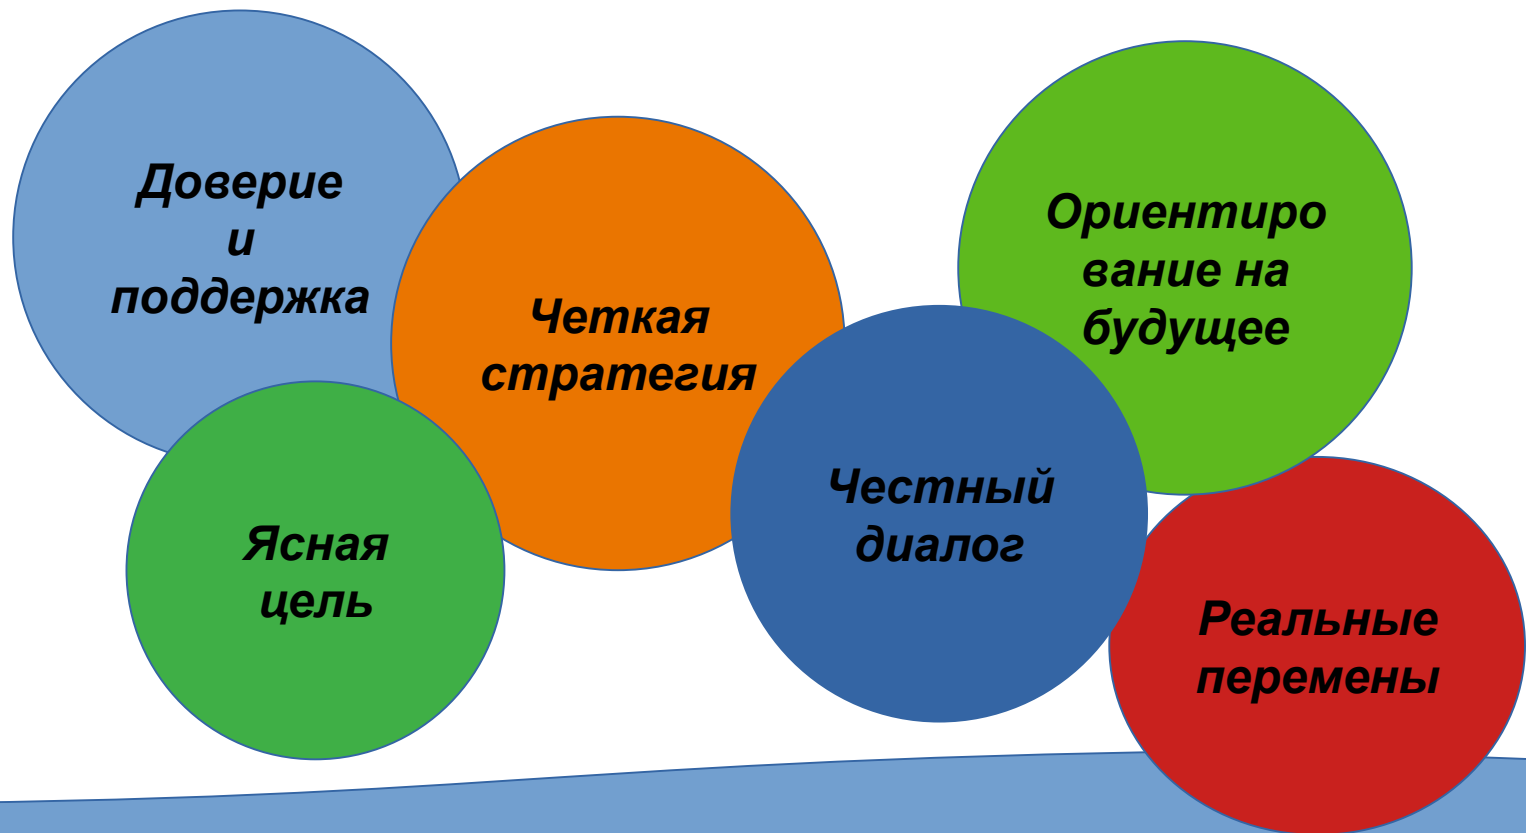 Доверие
и
поддержка
Четкая
стратегия
Ясная
цель
Честный
диалог
Ориентиро
вание на
будущее
Реальные
перемены